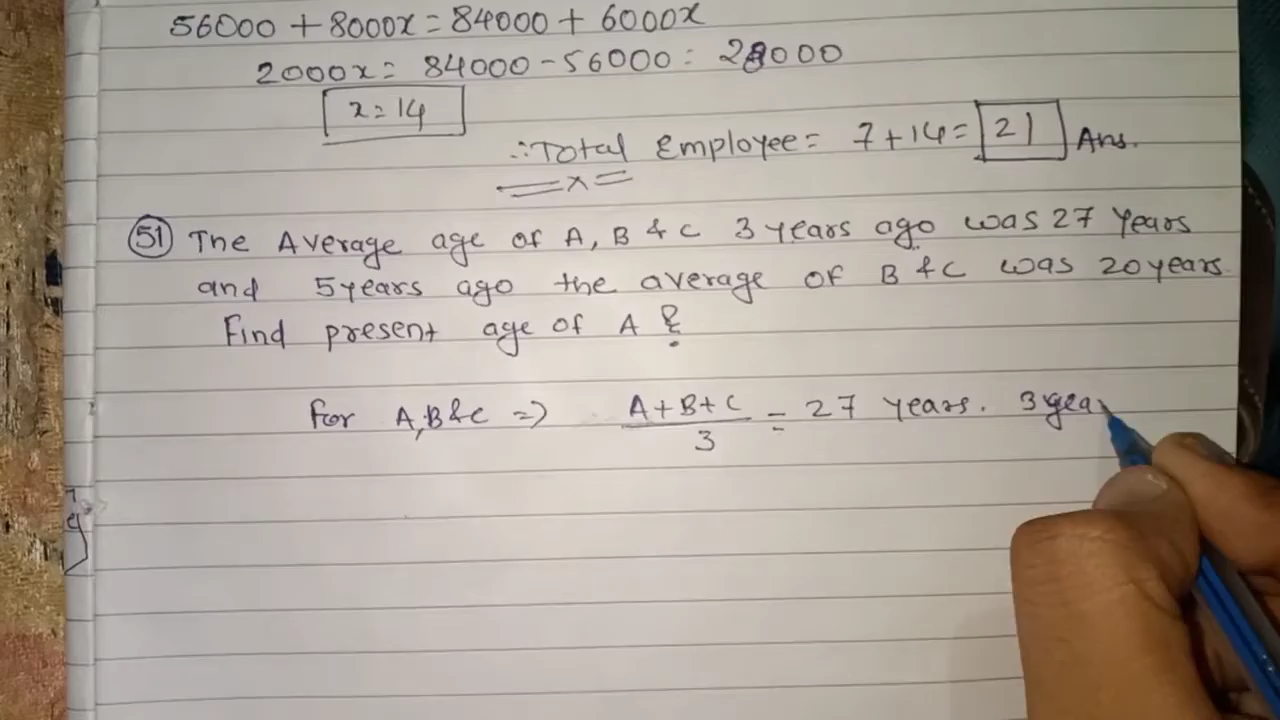 56000 + 8000x = 84000 + 6000x
2000x = 84000 - 56000 = 28000
x = 14
∴ Total Employee = 7 + 14 = 21 Ans.
= x =
51 The Average age of A, B & C 3 years ago was 27 Years
and 5 years ago the average of B & C was 20 years.
Find present age of A ?
For A, B & C => A + B + C / 3 = 27 years. 3 yea